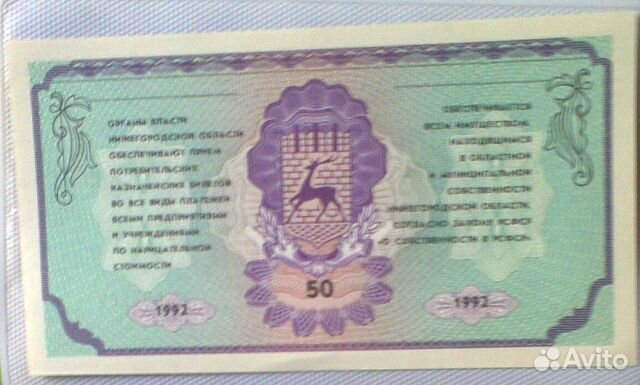 ОРГАНЫ ВЛАСТИ
НИЖЕГОРОДСКОЙ ОБЛАСТИ
ОБЕСПЕЧИВАЮТ ПРИЕМ
ПОТРЕБИТЕЛЬСКИХ
КАЗНАЧЕЙСКИХ БИЛЕТОВ
ВО ВСЕ ВИДЫ ПЛАТЕЖЕЙ
ВСЕМИ ПРЕДПРИЯТИЯМИ
И УЧРЕЖДЕНИЯМИ
ПО НАРИЦАТЕЛЬНОЙ
СТОИМОСТИ
ОБЕСПЕЧИВАЕТСЯ
ВСЕМ ИМУЩЕСТВОМ,
НАХОДЯЩИМСЯ
В ОБЛАСТНОЙ
И МУНИЦИПАЛЬНОЙ
СОБСТВЕННОСТИ
НИЖЕГОРОДСКОЙ ОБЛАСТИ,
СОГЛАСНО ЗАКОНА РСФСР
«О СОБСТВЕННОСТИ В РСФСР».
1992
50
1992
Avito